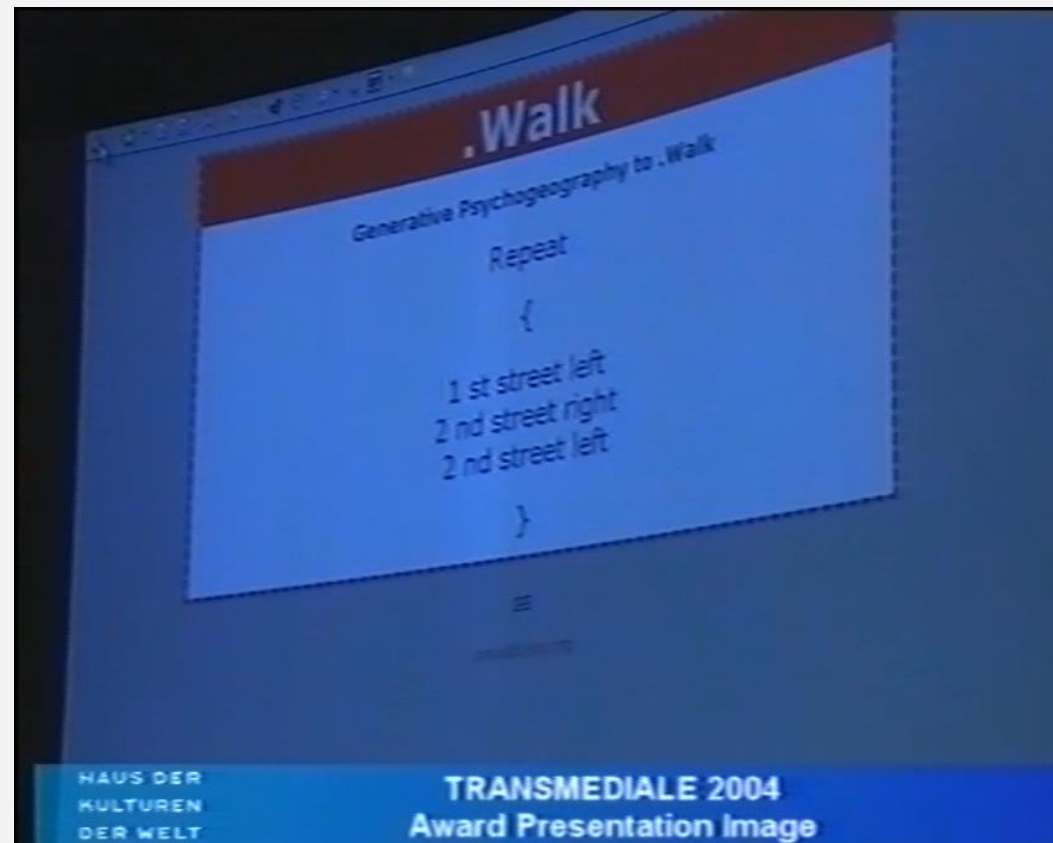 .Walk
Generative Psychogeography to .Walk
Repeat
{
1 st street left
2 nd street right
2 nd street left
}
HAUS DER
KULTUREN
DER WELT
TRANSMEDIALE 2004
Award Presentation Image